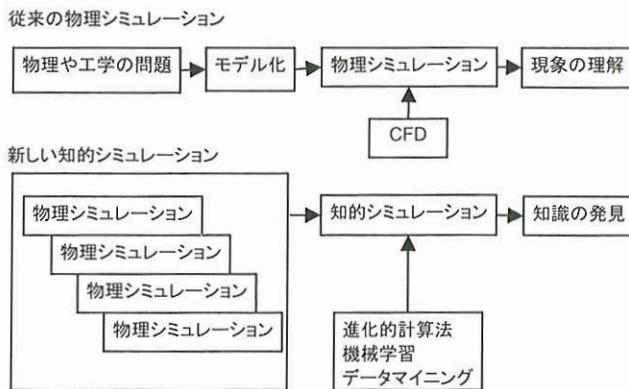 従来の物理シミュレーション
物理や工学の問題
モデル化
物理シミュレーション
現象の理解
CFD
新しい知的シミュレーション
物理シミュレーション
物理シミュレーション
物理シミュレーション
物理シミュレーション
知的シミュレーション
知識の発見
進化的計算法
機械学習
データマイニング